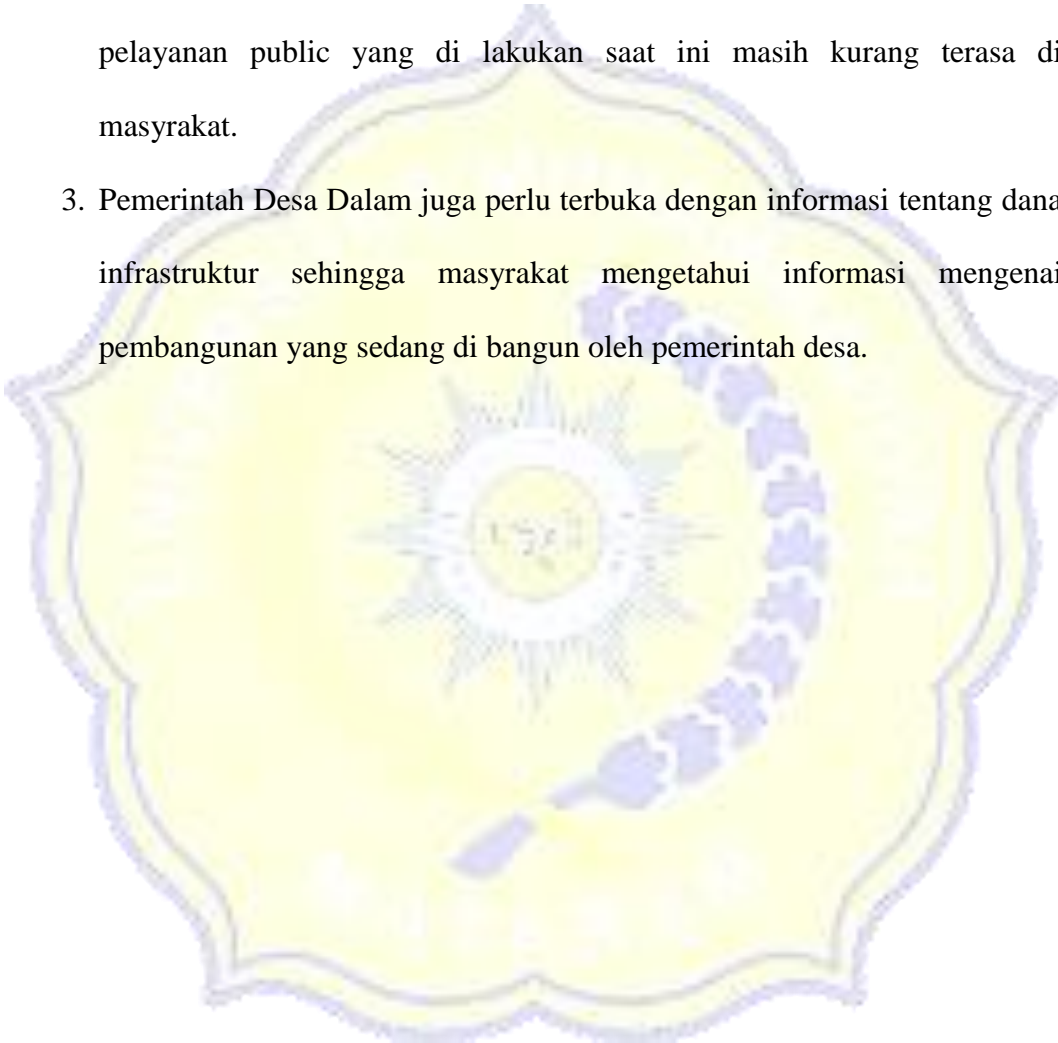 pelayanan public yang di lakukan saat ini masih kurang terasa di
masyrakat.
3. Pemerintah Desa Dalam juga perlu terbuka dengan informasi tentang dana
infrastruktur sehingga masyrakat mengetahui informasi mengenai
pembangunan yang sedang di bangun oleh pemerintah desa.